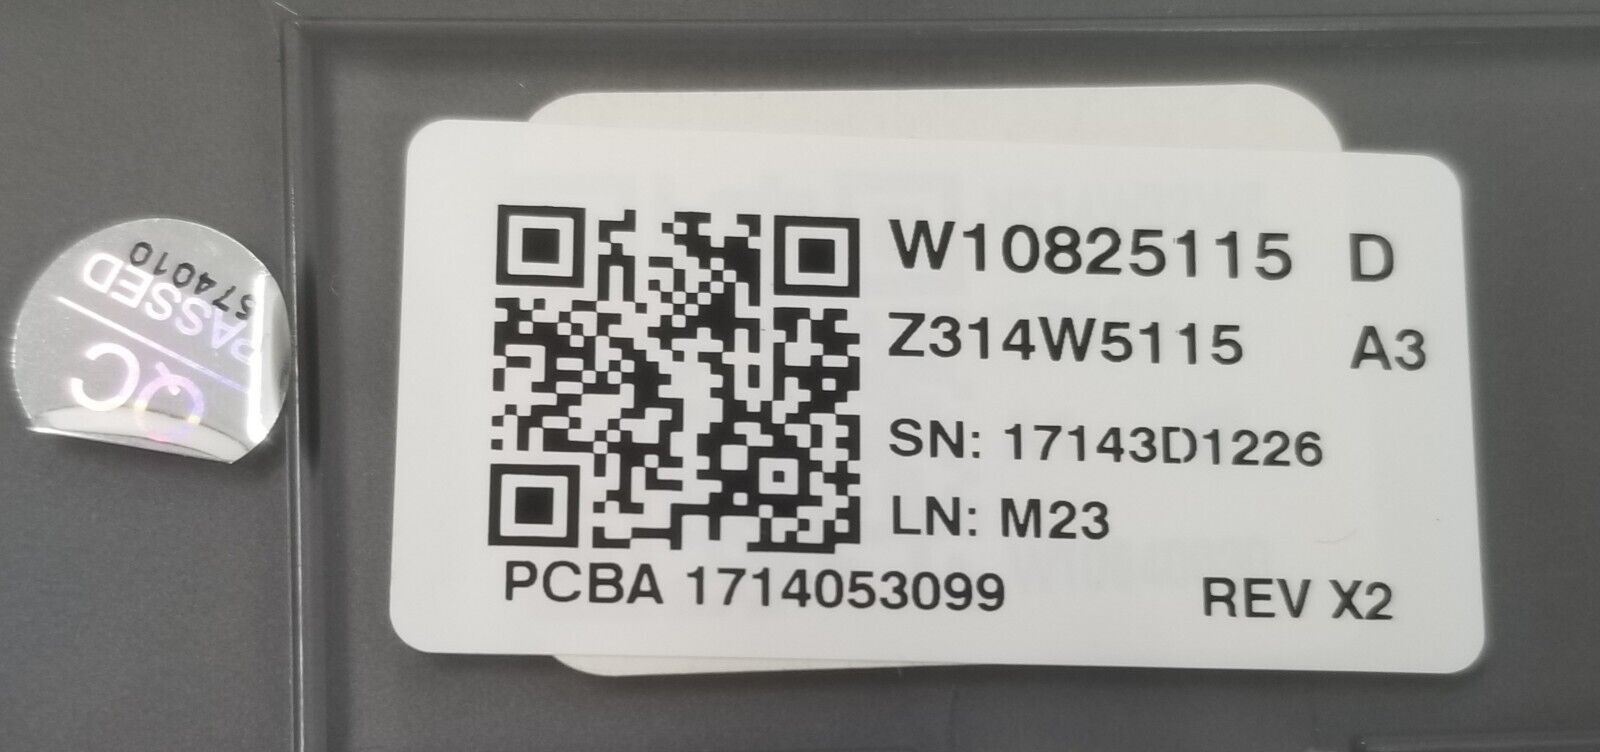 W10825115 D
Z314W5115 A3
SN: 17143D1226
LN: M23
PCBA 1714053099
REV X2
QC
PASSED
574010